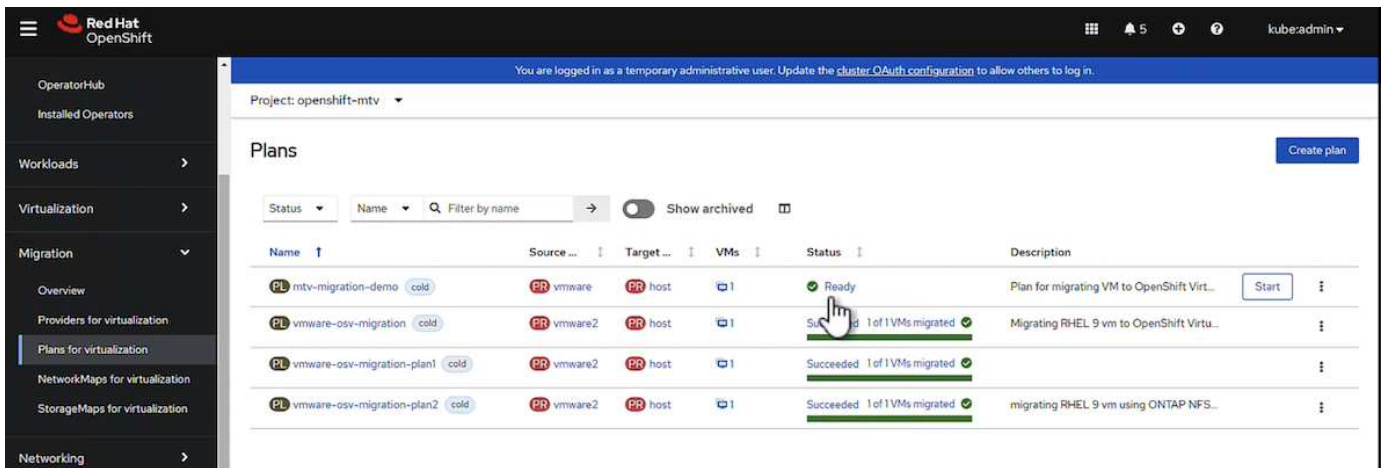 Red Hat
OpenShift
5
kube:admin
You are logged in as a temporary administrative user. Update the cluster OAuth configuration to allow others to log in.
OperatorHub
Installed Operators
Workloads
Virtualization
Migration
Overview
Providers for virtualization
Plans for virtualization
NetworkMaps for virtualization
StorageMaps for virtualization
Networking
Project: openshift-mtv
Plans
Create plan
Status Name Filter by name Show archived
Name Source ... Target ... VMs Status Description
PL mtv-migration-demo cold PR vmware PR host 1 Ready Plan for migrating VM to OpenShift Virt... Start
PL vmware-osv-migration cold PR vmware2 PR host 1 1 of 1 VMs migrated Migrating RHEL 9 vm to OpenShift Virtu...
PL vmware-osv-migration-plan1 cold PR vmware2 PR host 1 Succeeded 1 of 1 VMs migrated
PL vmware-osv-migration-plan2 cold PR vmware2 PR host 1 Succeeded 1 of 1 VMs migrated migrating RHEL 9 vm using ONTAP NFS...